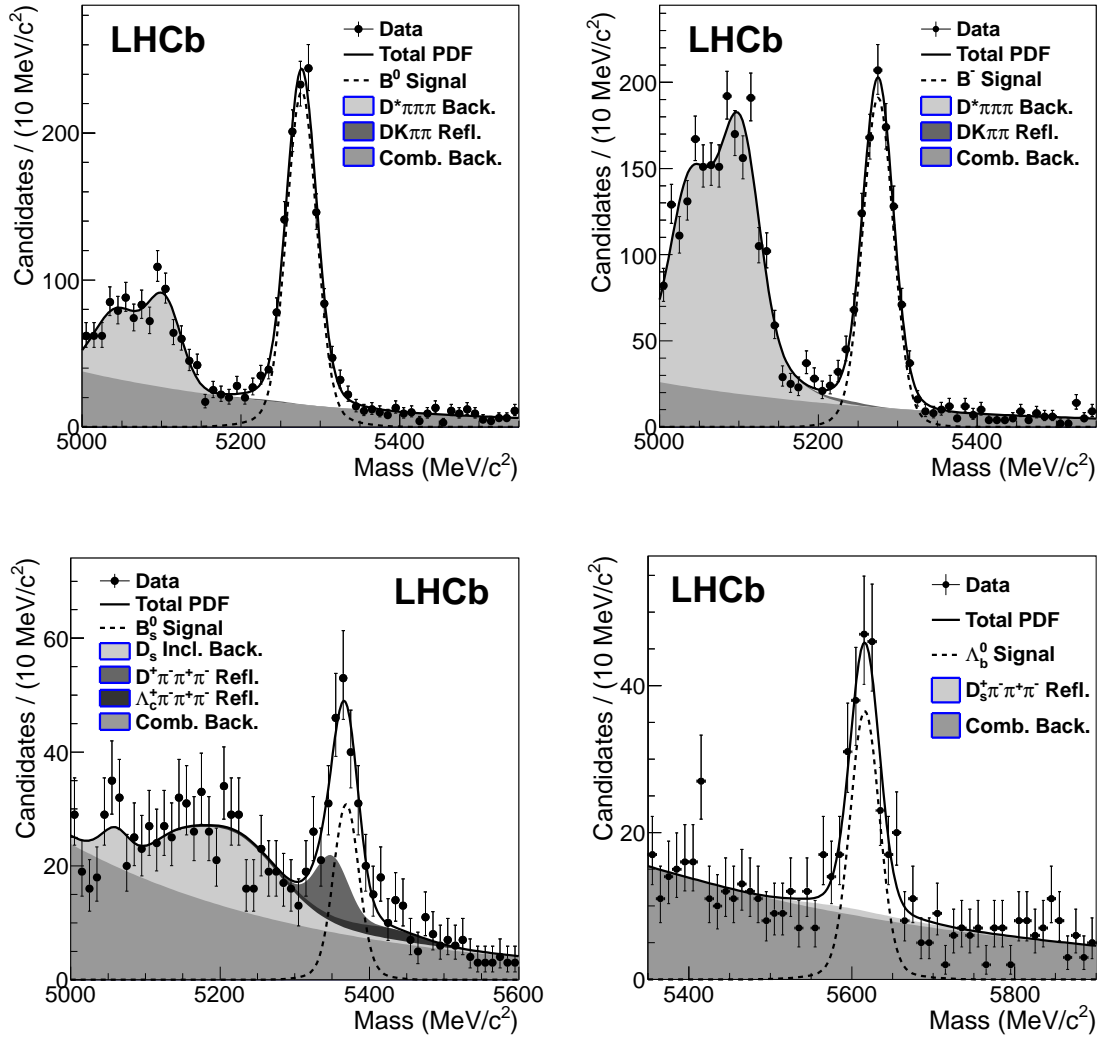 LHCb
Data
Total PDF
B⁰ Signal
D*πππ Back.
DKππ Refl.
Comb. Back.
Candidates / (10 MeV/c²)
200
100
0
5000 5200 5400
Mass (MeV/c²)
LHCb
Data
Total PDF
B⁻ Signal
D*πππ Back.
DKππ Refl.
Comb. Back.
Candidates / (10 MeV/c²)
200
150
100
50
0
5000 5200 5400
Mass (MeV/c²)
LHCb
Data
Total PDF
B⁰ₛ Signal
Dₛ Incl. Back.
D⁺π⁻π⁺π⁻ Refl.
Λ⁺c π⁻π⁺π⁻ Refl.
Comb. Back.
Candidates / (10 MeV/c²)
60
40
20
0
5000 5200 5400 5600
Mass (MeV/c²)
LHCb
Data
Total PDF
Λb⁰ Signal
Dₛ⁺π⁻π⁺π⁻ Refl.
Comb. Back.
Candidates / (10 MeV/c²)
40
20
0
5400 5600 5800
Mass (MeV/c²)